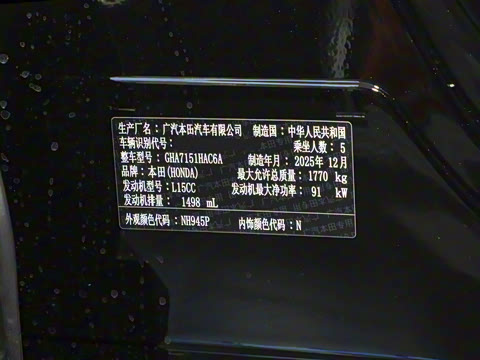 生产厂名：广汽本田汽车有限公司 制造国：中华人民共和国
车辆识别代号： 乘坐人数：5
整车型号：GHA7151HAC6A 制造年月：2025年12月
品牌：本田(HONDA) 最大允许总质量：1770 kg
发动机型号：L15CC 发动机最大净功率：91 kW
发动机排量：1498 mL
外观颜色代码：NH945P 内饰颜色代码：N